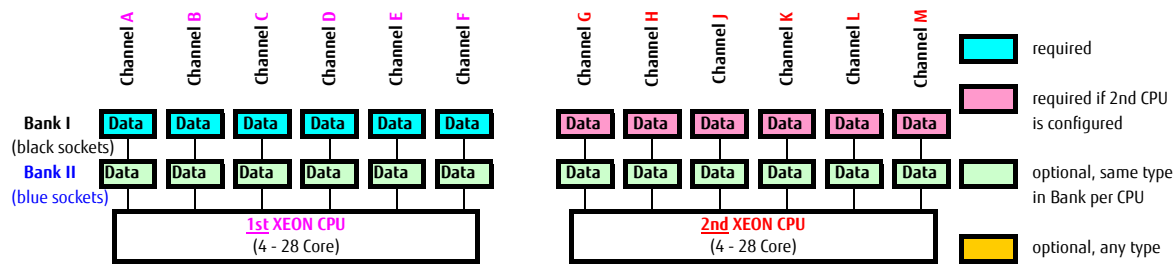 Channel A
Channel B
Channel C
Channel D
Channel E
Channel F
Channel G
Channel H
Channel J
Channel K
Channel L
Channel M
Bank I
(black sockets)
Data Data Data Data Data Data
Data Data Data Data Data Data
Bank II
(blue sockets)
Data Data Data Data Data Data
Data Data Data Data Data Data
1st XEON CPU
(4 - 28 Core)
2nd XEON CPU
(4 - 28 Core)
required
required if 2nd CPU
is configured
optional, same type
in Bank per CPU
optional, any type